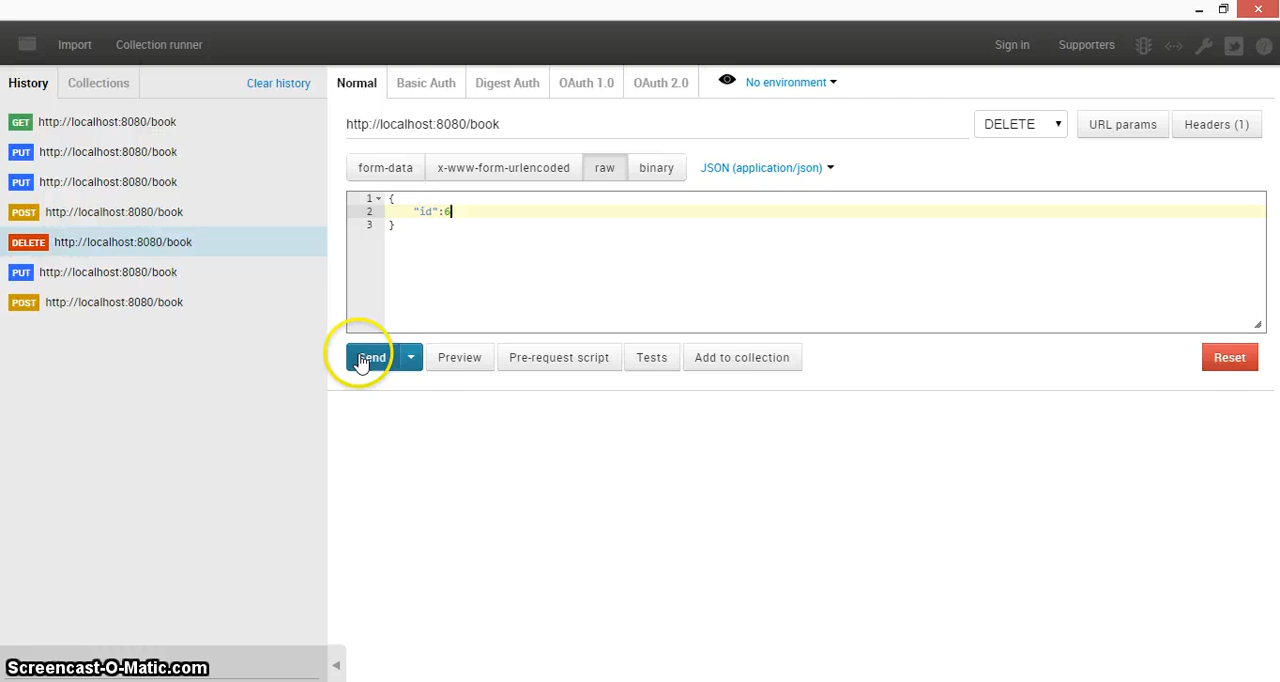 Import Collection runner Sign in Supporters
History Collections Clear history
GET http://localhost:8080/book
PUT http://localhost:8080/book
PUT http://localhost:8080/book
POST http://localhost:8080/book
DELETE http://localhost:8080/book
PUT http://localhost:8080/book
POST http://localhost:8080/book
Normal Basic Auth Digest Auth OAuth 1.0 OAuth 2.0 No environment
http://localhost:8080/book DELETE URL params Headers (1)
form-data x-www-form-urlencoded raw binary JSON (application/json)
1 {
2 "id":6
3 }
Send Preview Pre-request script Tests Add to collection Reset
Screencast-O-Matic.com